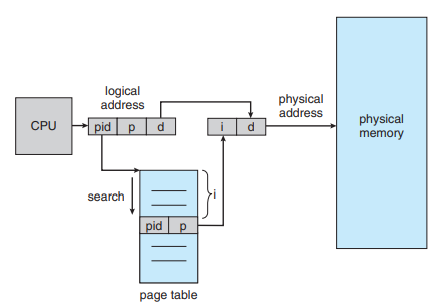 logical
address
physical
address
CPU
pid p d
i d
physical
memory
search
i
pid p
page table